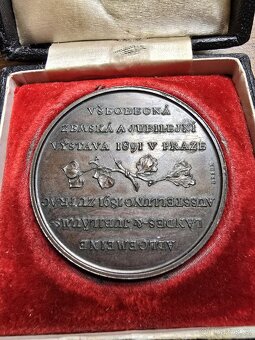 VŠEOBECNÁ
ZEMSKÁ A JUBILEJNÍ
VÝSTAVA 1891 V PRAZE
ALLGEMEINE
LANDES- & JUBILÄUMS
AUSSTELLUNG 1891 ZU PRAG